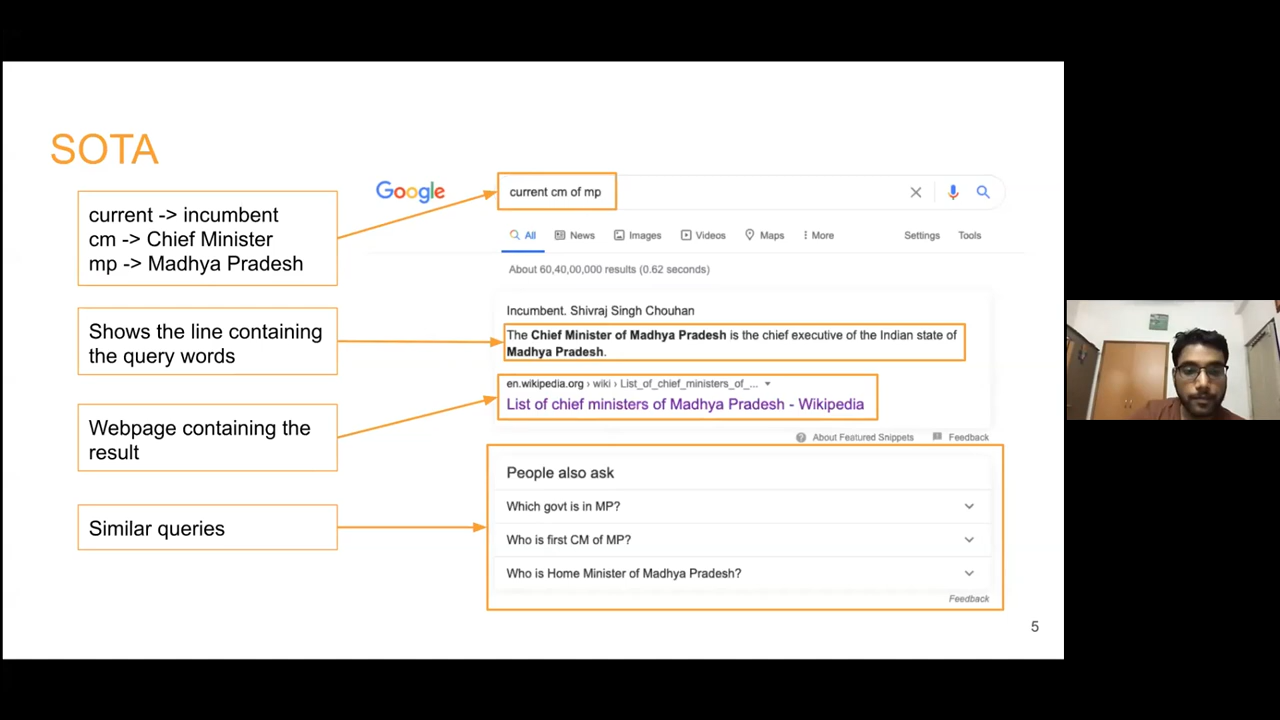 SOTA
current -> incumbent
cm -> Chief Minister
mp -> Madhya Pradesh
Shows the line containing
the query words
Webpage containing the
result
Similar queries
Google
current cm of mp
All News Images Videos Maps More Settings Tools
About 60,40,00,000 results (0.62 seconds)
Incumbent. Shivraj Singh Chouhan
The Chief Minister of Madhya Pradesh is the chief executive of the Indian state of
Madhya Pradesh.
en.wikipedia.org › wiki › List_of_chief_ministers_of_...
List of chief ministers of Madhya Pradesh - Wikipedia
About Featured Snippets Feedback
People also ask
Which govt is in MP?
Who is first CM of MP?
Who is Home Minister of Madhya Pradesh?
Feedback
5